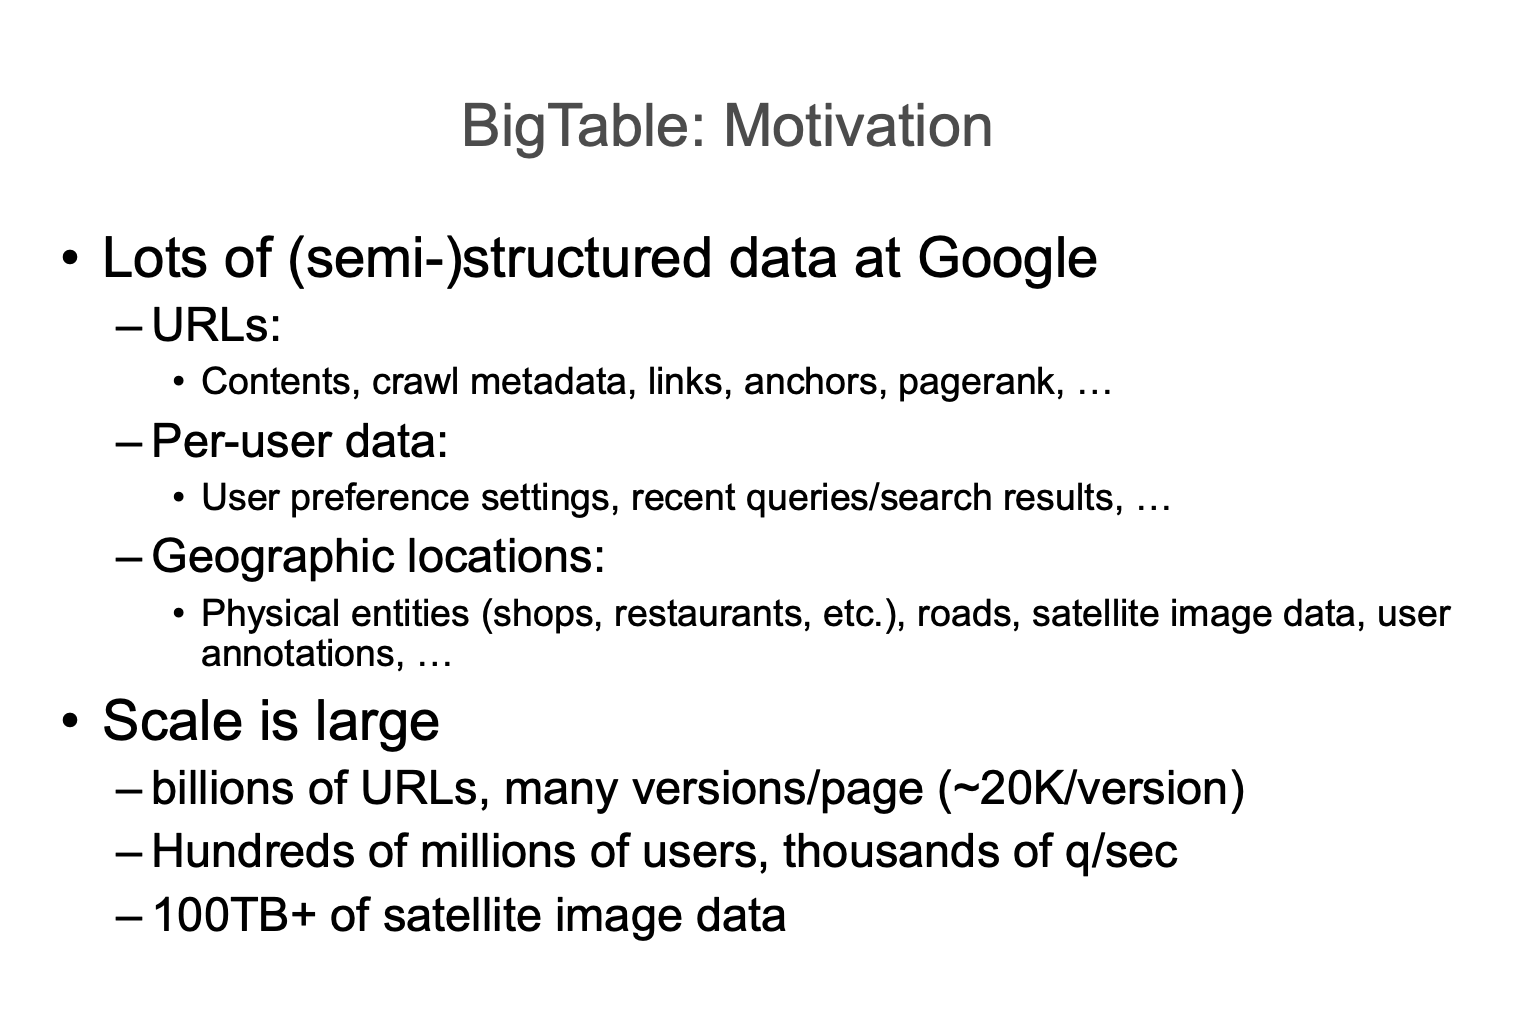 BigTable: Motivation
• Lots of (semi-)structured data at Google
– URLs:
• Contents, crawl metadata, links, anchors, pagerank, …
– Per-user data:
• User preference settings, recent queries/search results, …
– Geographic locations:
• Physical entities (shops, restaurants, etc.), roads, satellite image data, user
annotations, …
• Scale is large
– billions of URLs, many versions/page (~20K/version)
– Hundreds of millions of users, thousands of q/sec
– 100TB+ of satellite image data